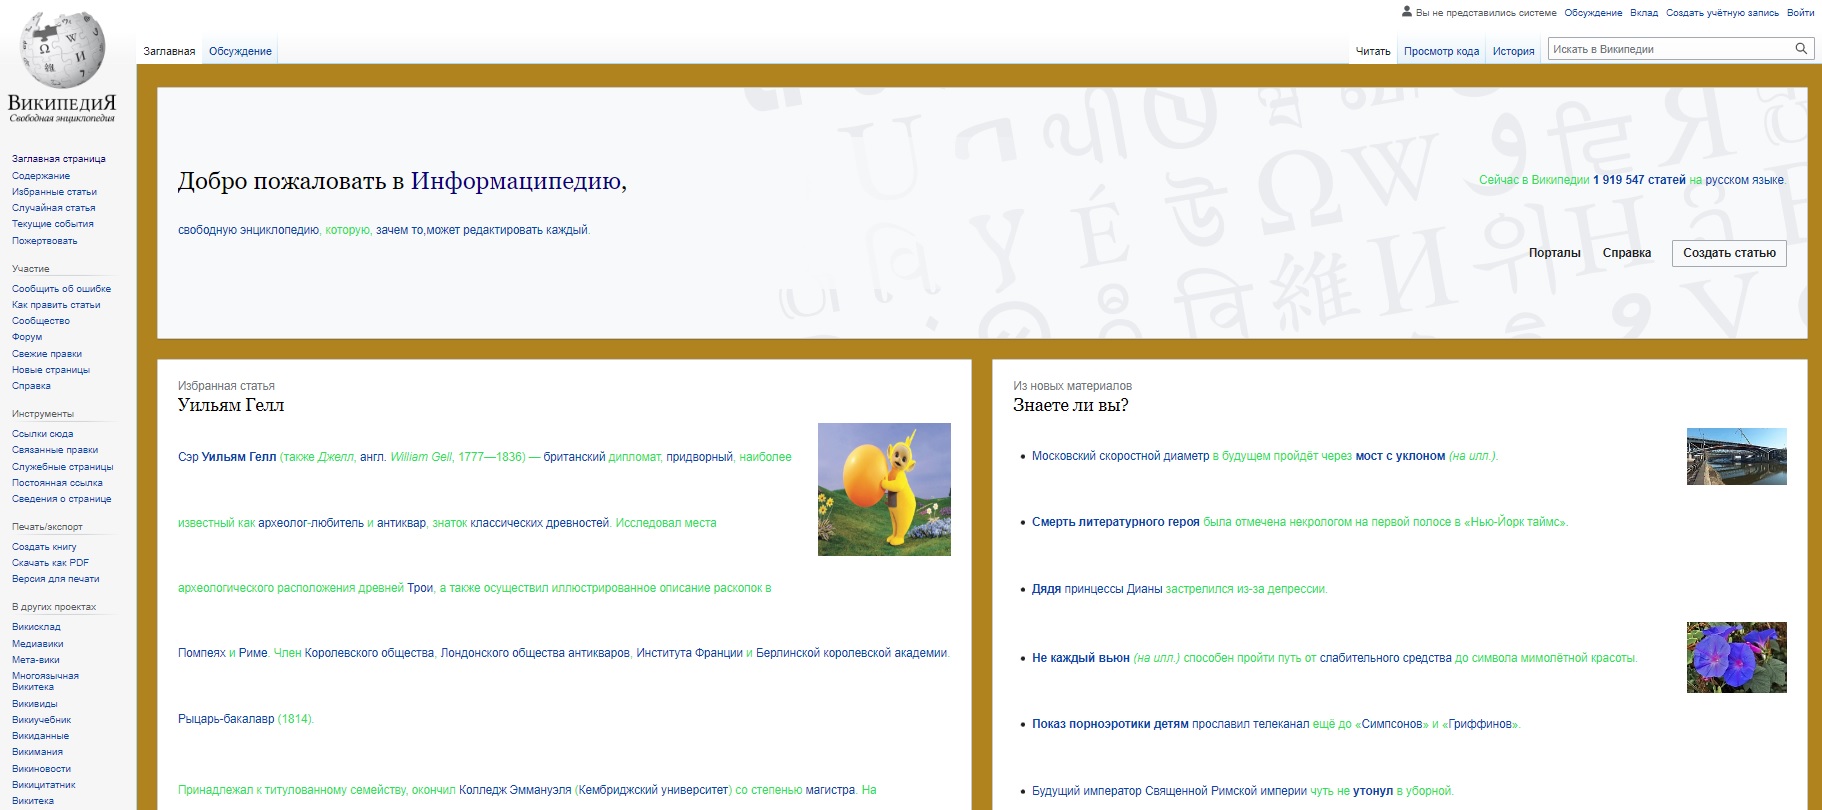 Вы не представились системе Обсуждение Вклад Создать учётную запись Войти
Заглавная Обсуждение Читать Просмотр кода История Искать в Википедии
ВикипедиЯ
Свободная энциклопедия
Заглавная страница
Содержание
Избранные статьи
Случайная статья
Текущие события
Пожертвовать
Участие
Сообщить об ошибке
Как править статьи
Сообщество
Форум
Свежие правки
Новые страницы
Справка
Инструменты
Ссылки сюда
Связанные правки
Служебные страницы
Постоянная ссылка
Сведения о странице
Печать/экспорт
Создать книгу
Скачать как PDF
Версия для печати
В других проектах
Викисклад
Медиавики
Мета-вики
Многоязычная
Викитека
Викивиды
Викиучебник
Викиданные
Викимания
Викиновости
Викицитатник
Викитека
Добро пожаловать в Информаципедию,
свободную энциклопедию, которую, зачем то,может редактировать каждый.
Сейчас в Википедии 1 919 547 статей на русском языке.
Порталы Справка Создать статью
Избранная статья
Уильям Гелл
Сэр Уильям Гелл (также Джелл, англ. William Gell, 1777—1836) — британский дипломат, придворный, наиболее
известный как археолог-любитель и антиквар, знаток классических древностей. Исследовал места
археологического расположения древней Трои, а также осуществил иллюстрированное описание раскопок в
Помпеях и Риме. Член Королевского общества, Лондонского общества антикваров, Института Франции и Берлинской королевской академии.
Рыцарь-бакалавр (1814).
Принадлежал к титулованному семейству, окончил Колледж Эммануэля (Кембриджский университет) со степенью магистра. На
Из новых материалов
Знаете ли вы?
Московский скоростной диаметр в будущем пройдёт через мост с уклоном (на илл.).
Смерть литературного героя была отмечена некрологом на первой полосе в «Нью-Йорк таймс».
Дядя принцессы Дианы застрелился из-за депрессии.
Не каждый вьюн (на илл.) способен пройти путь от слабительного средства до символа мимолётной красоты.
Показ порноэротики детям прославил телеканал ещё до «Симпсонов» и «Гриффинов».
Будущий император Священной Римской империи чуть не утонул в уборной.